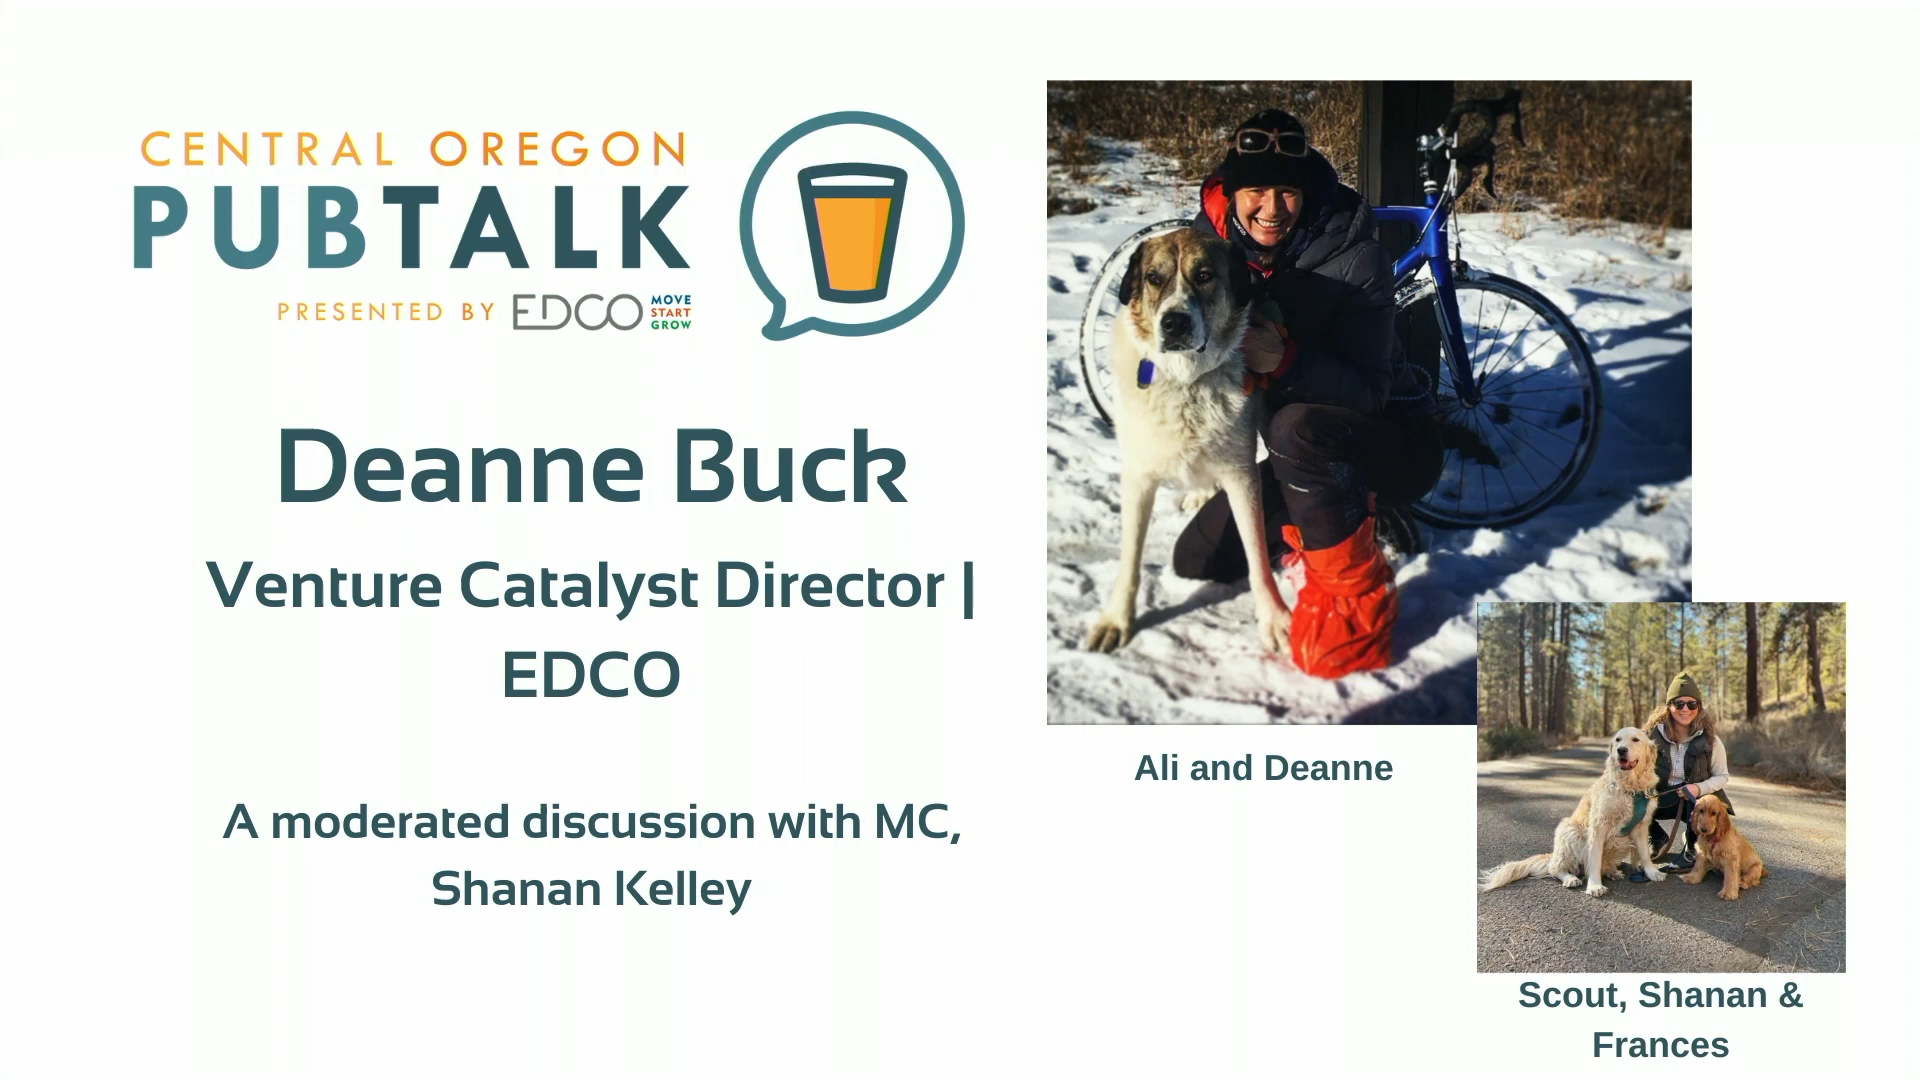 CENTRAL OREGON
PUBTALK
PRESENTED BY EDCO MOVE
START
GROW
Deanne Buck
Venture Catalyst Director |
EDCO
A moderated discussion with MC,
Shanan Kelley
Ali and Deanne
Scout, Shanan &
Frances